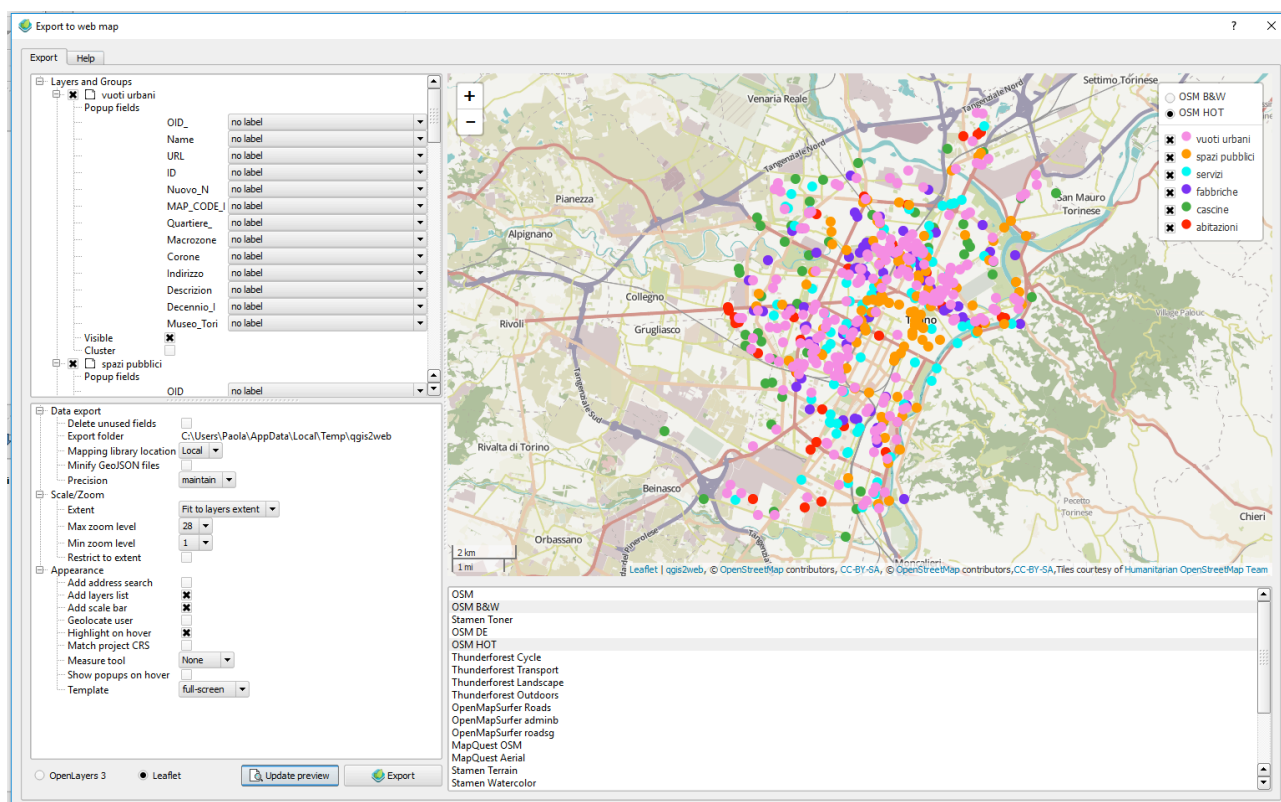 Export to web map
? ×
Export Help
Layers and Groups
vuoti urbani
Popup fields
OID_ no label
Name no label
URL no label
ID no label
Nuovo_N no label
MAP_CODE_I no label
Quartiere_ no label
Macrozone no label
Corone no label
Indirizzo no label
Descrizion no label
Decennio_I no label
Museo_Tori no label
Visible
Cluster
spazi pubblici
Popup fields
OID no label
Data export
Delete unused fields
Export folder C:\Users\Paola\AppData\Local\Temp\qgis2web
Mapping library location Local
Minify GeoJSON files
Precision maintain
Scale/Zoom
Extent Fit to layers extent
Max zoom level 28
Min zoom level 1
Restrict to extent
Appearance
Add address search
Add layers list
Add scale bar
Geolocate user
Highlight on hover
Match project CRS
Measure tool None
Show popups on hover
Template full-screen
OpenLayers 3 Leaflet Update preview Export
+
−
Venaria Reale
Settimo Torinese
Tangenziale Nord
Tangenziale Nord
Pianezza
San Mauro
Torinese
Alpignano
Collegno
Rivoli
Grugliasco
Torino
Village Paiouc
Tangenziale Sud
Rivalta di Torino
Beinasco
Pecetto
Torinese
Chieri
Orbassano
Moncalieri
2 km
1 mi
OSM B&W
OSM HOT
vuoti urbani
spazi pubblici
servizi
fabbriche
cascine
abitazioni
Leaflet | qgis2web, © OpenStreetMap contributors, CC-BY-SA, © OpenStreetMap contributors,CC-BY-SA,Tiles courtesy of Humanitarian OpenStreetMap Team
OSM
OSM B&W
Stamen Toner
OSM DE
OSM HOT
Thunderforest Cycle
Thunderforest Transport
Thunderforest Landscape
Thunderforest Outdoors
OpenMapSurfer Roads
OpenMapSurfer adminb
OpenMapSurfer roadsg
MapQuest OSM
MapQuest Aerial
Stamen Terrain
Stamen Watercolor